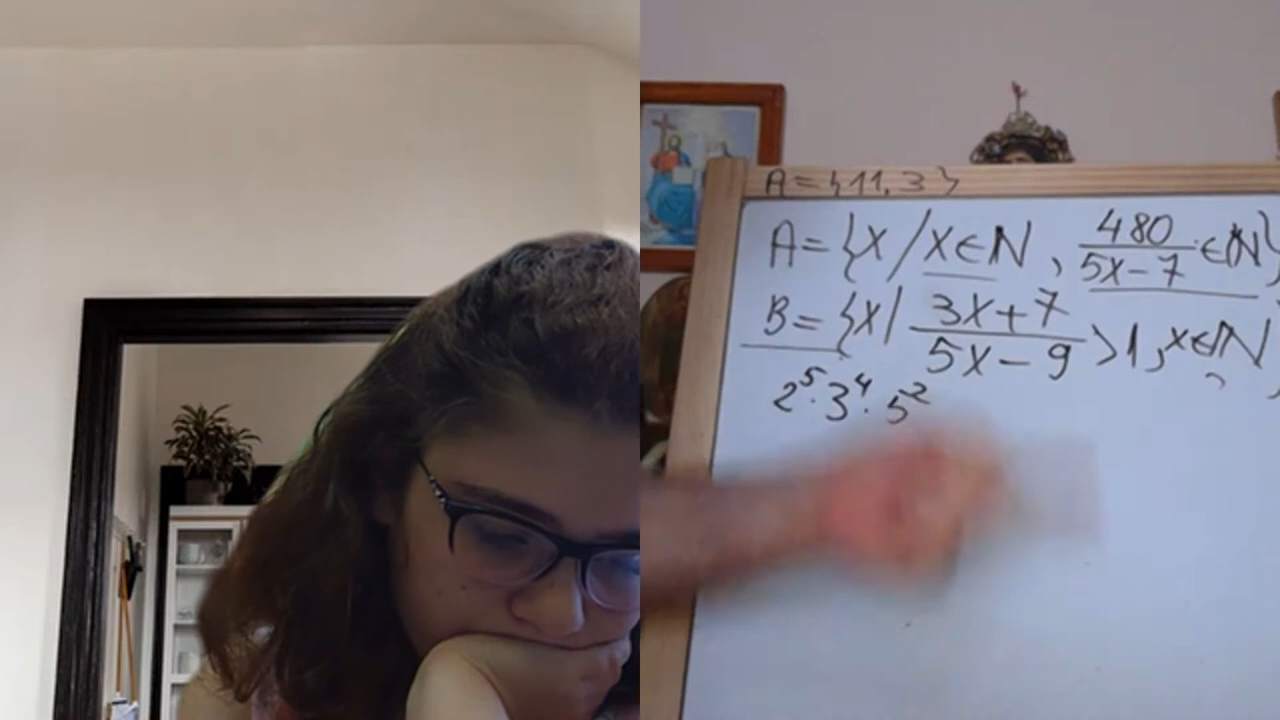 A={11,3}
A={x/x∈N, 480/(5x-7)∈N}
B={x| (3x+7)/(5x-9)>1, x∈N
2⁵·3⁴·5²